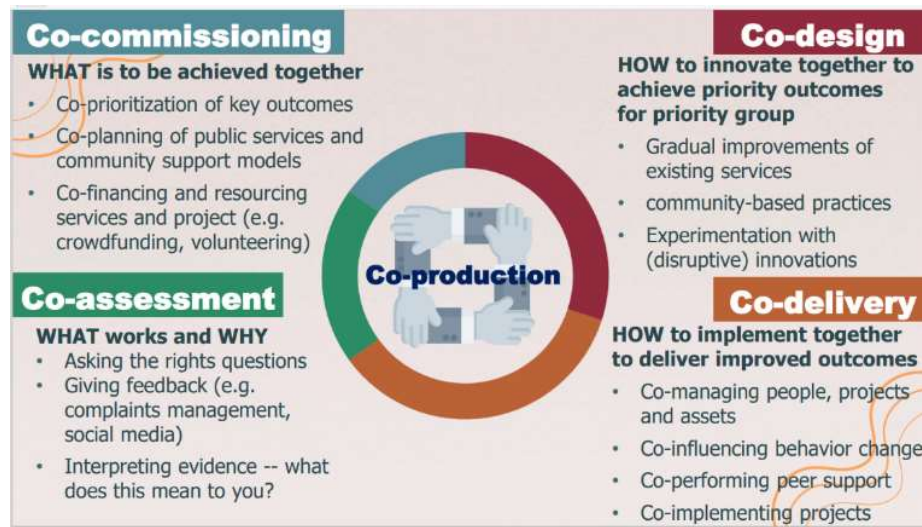 Co-commissioning
WHAT is to be achieved together
• Co-prioritization of key outcomes
• Co-planning of public services and
community support models
• Co-financing and resourcing
services and project (e.g.
crowdfunding, volunteering)
Co-design
HOW to innovate together to
achieve priority outcomes
for priority group
• Gradual improvements of
existing services
• community-based practices
• Experimentation with
(disruptive) innovations
Co-production
Co-assessment
WHAT works and WHY
• Asking the rights questions
• Giving feedback (e.g.
complaints management,
social media)
• Interpreting evidence -- what
does this mean to you?
Co-delivery
HOW to implement together
to deliver improved outcomes
• Co-managing people, projects
and assets
• Co-influencing behavior change
• Co-performing peer support
• Co-implementing projects